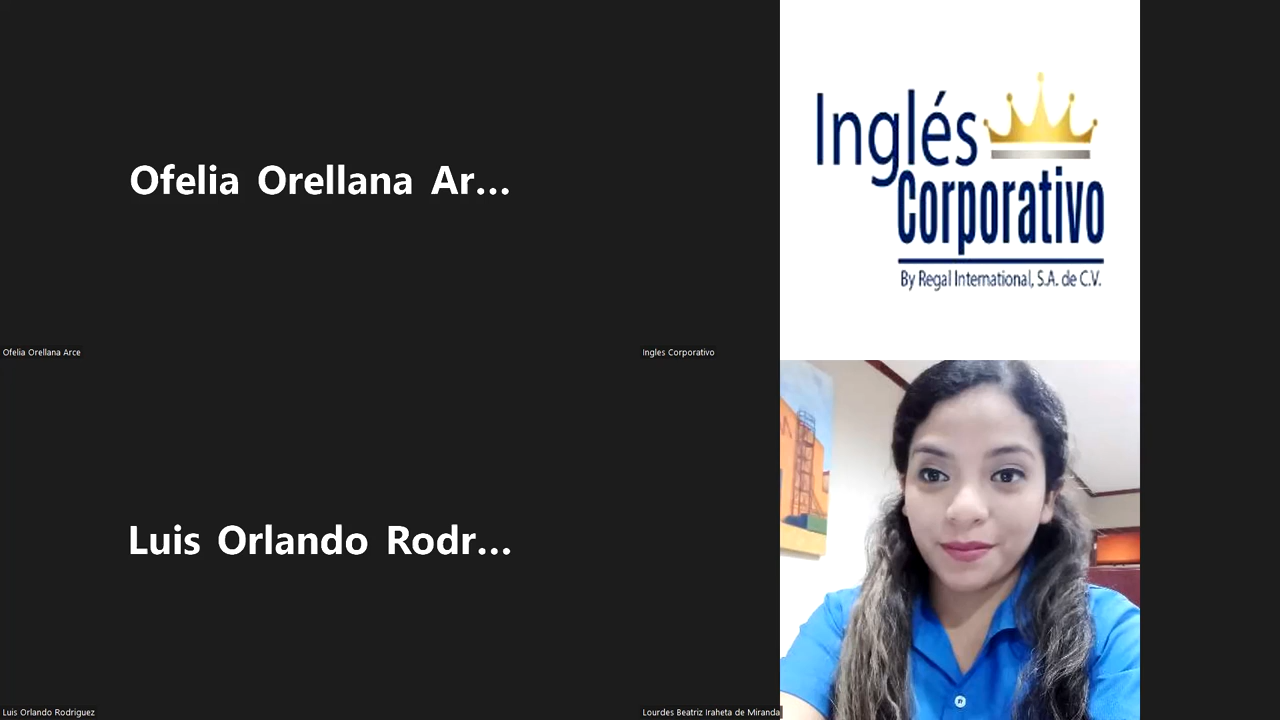 Ofelia Orellana Ar...
Ofelia Orellana Arce
Inglés
Corporativo
By Regal International, S.A. de C.V.
Ingles Corporativo
Luis Orlando Rodr...
Luis Orlando Rodriguez
Lourdes Beatriz Iraheta de Miranda